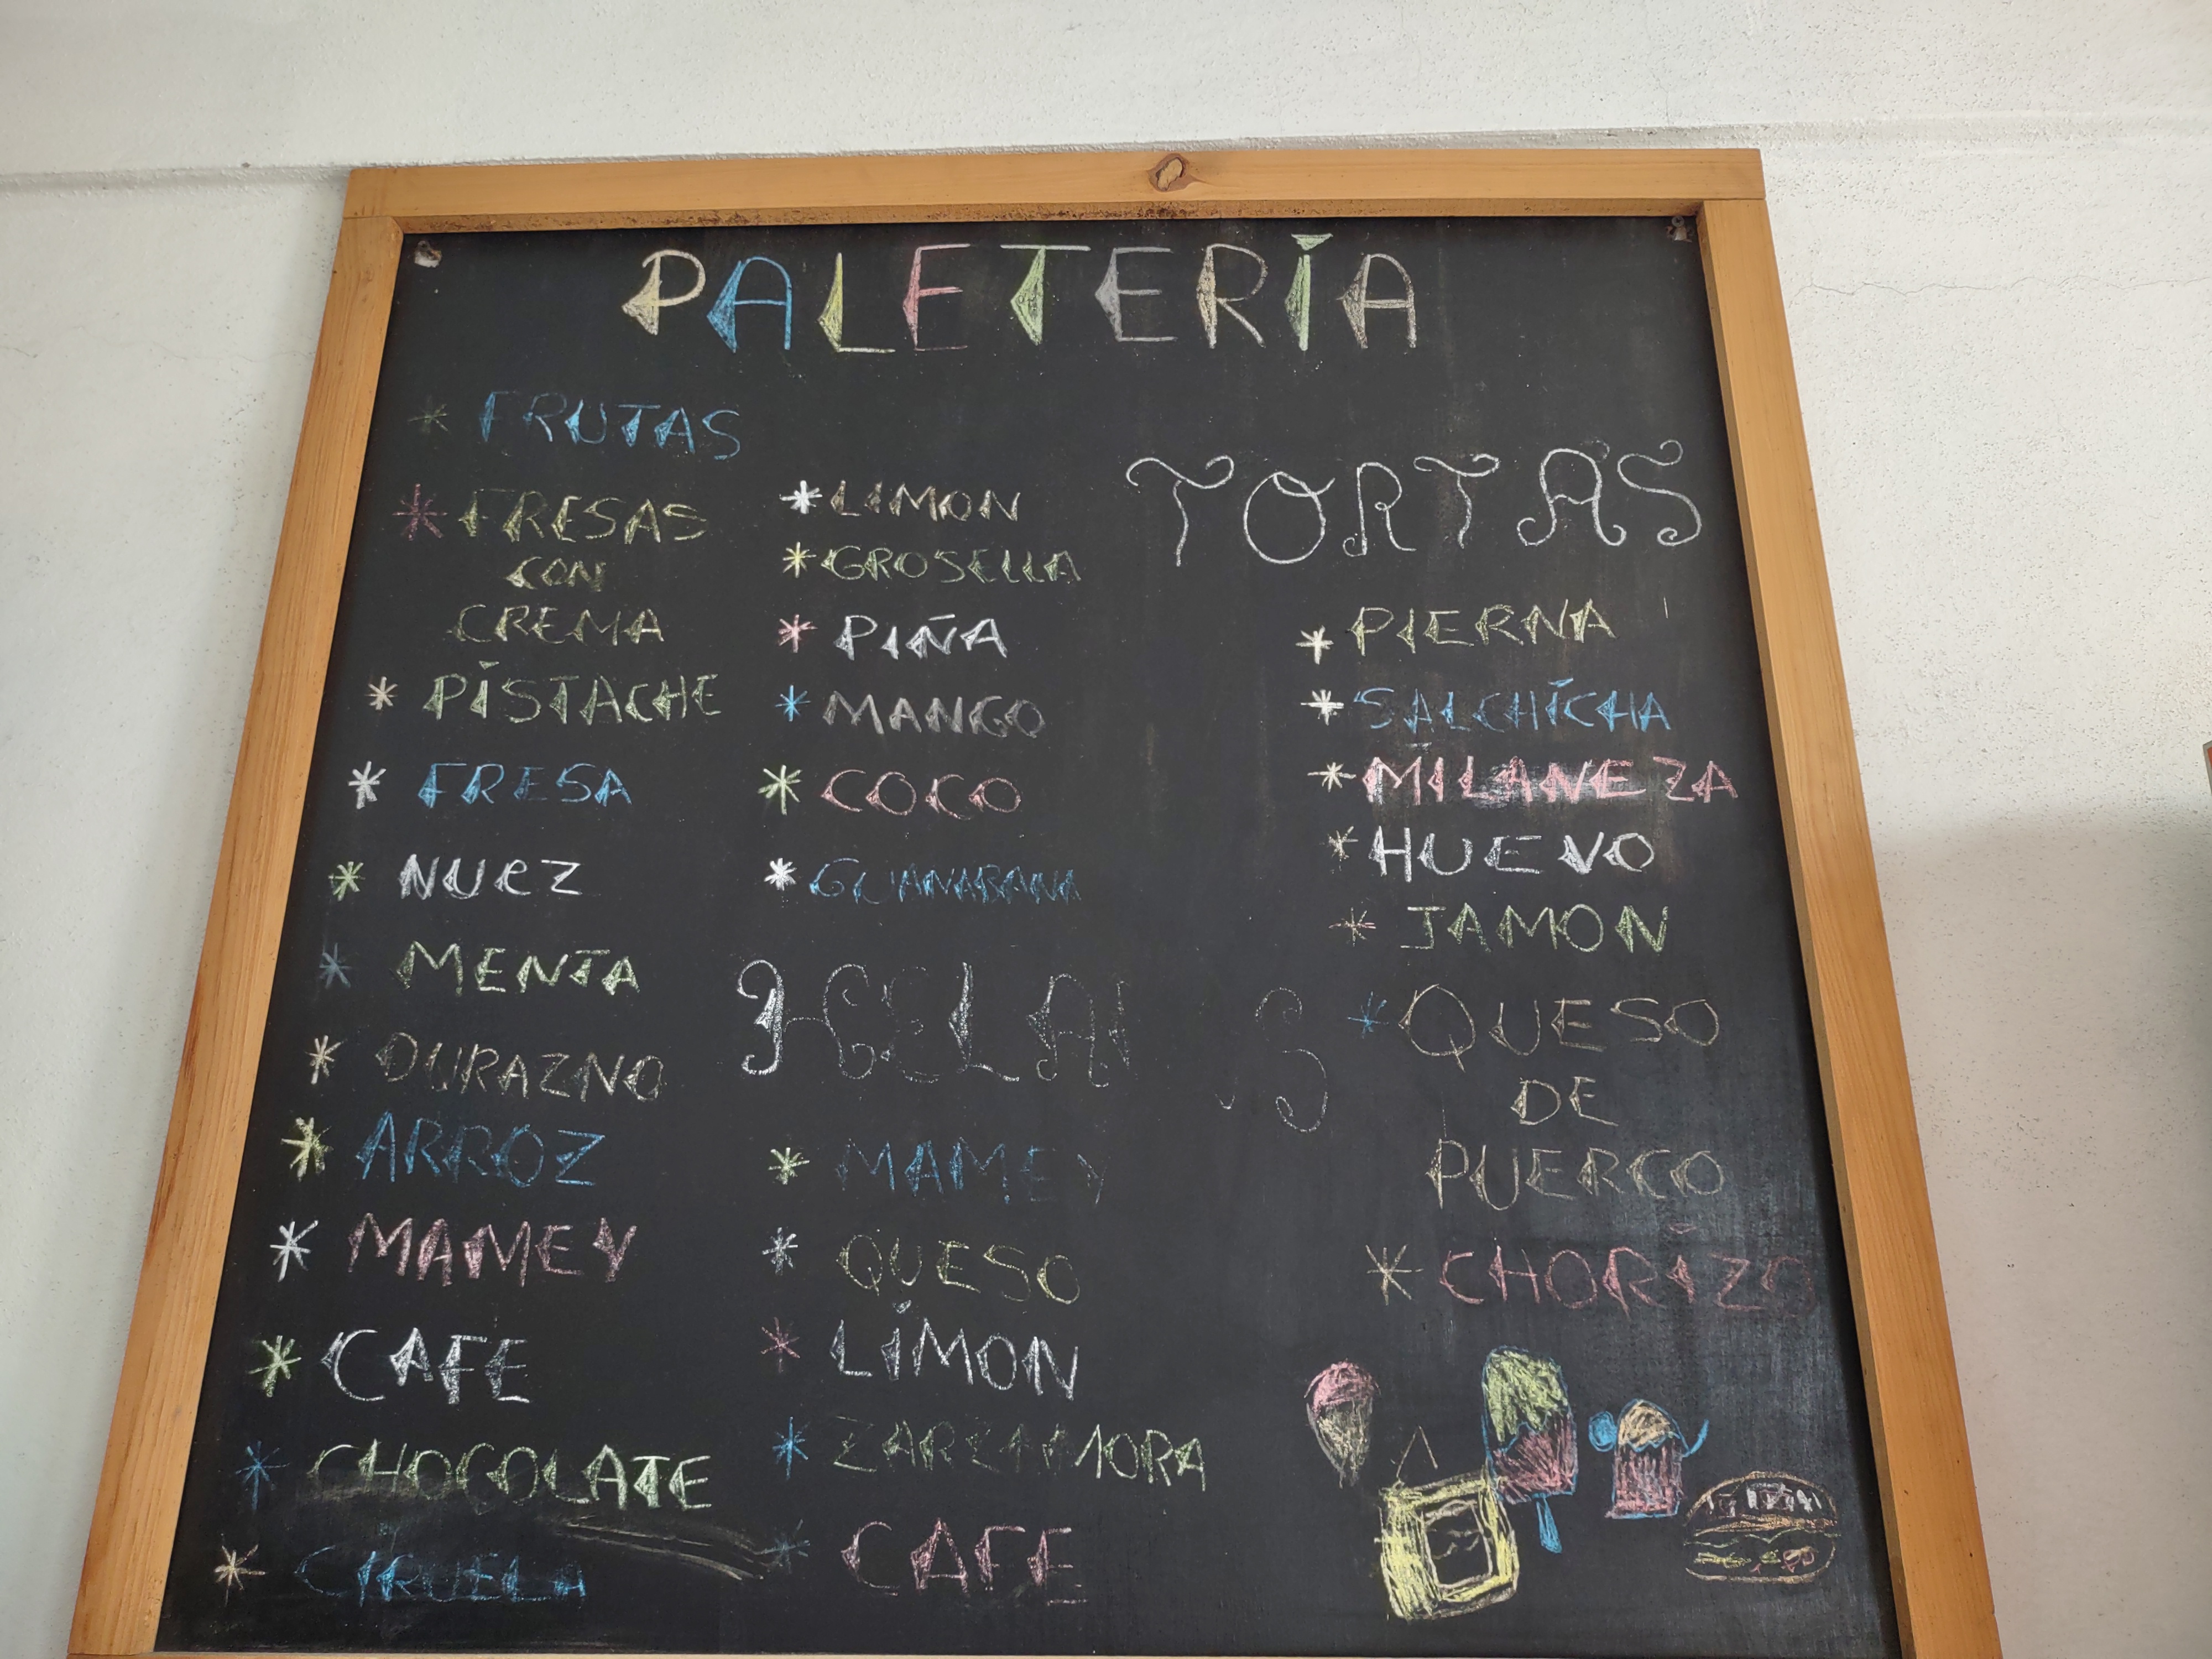 PALETERIA
FRUTAS
FRESAS
CON
CREMA
PISTACHE
FRESA
NUEZ
MENTA
DURAZNO
ARROZ
MAMEY
CAFE
CHOCOLATE
CIRUELA
LIMON
GROSELLA
PIÑA
MANGO
COCO
GUANABANA
MAMEY
QUESO
LIMON
CAFE
TORTAS
PIERNA
SALCHICHA
MILANEZA
HUEVO
JAMON
QUESO
DE
PUERCO
CHORIZO